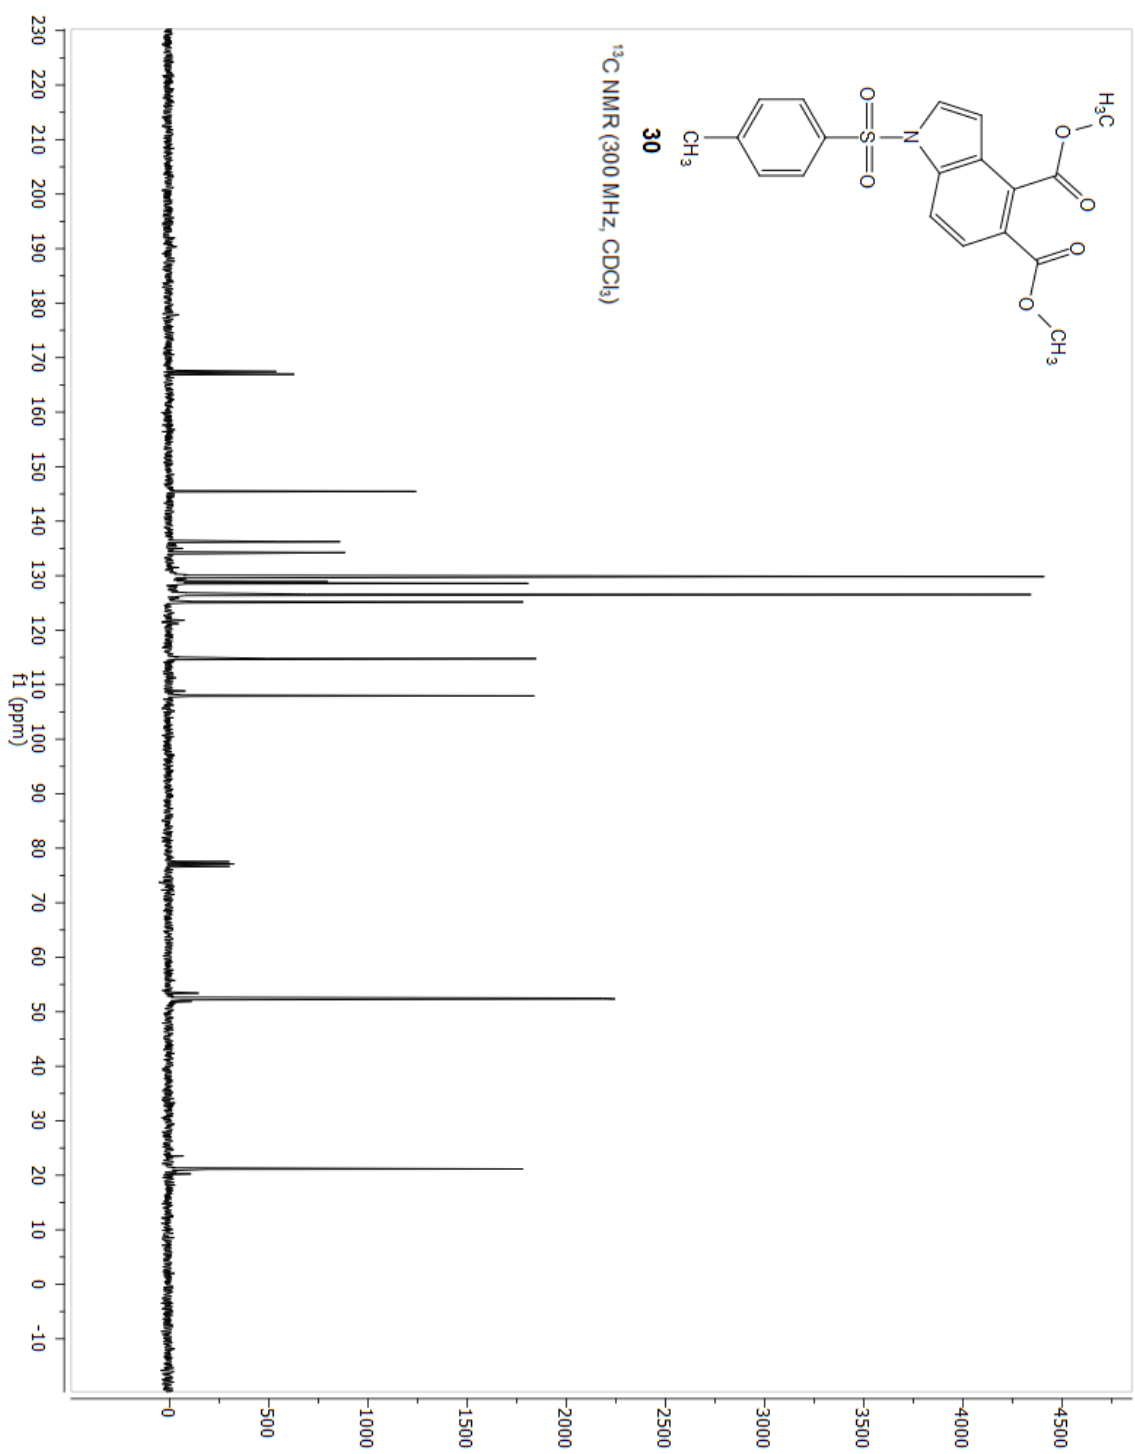 H₃C
O
O
O
O
CH₃
N
O
S
O
CH₃
30
¹³C NMR (300 MHz, CDCl₃)
4500
4000
3500
3000
2500
2000
1500
1000
500
0
230 220 210 200 190 180 170 160 150 140 130 120 110 100 90 80 70 60 50 40 30 20 10 0 -10
f1 (ppm)